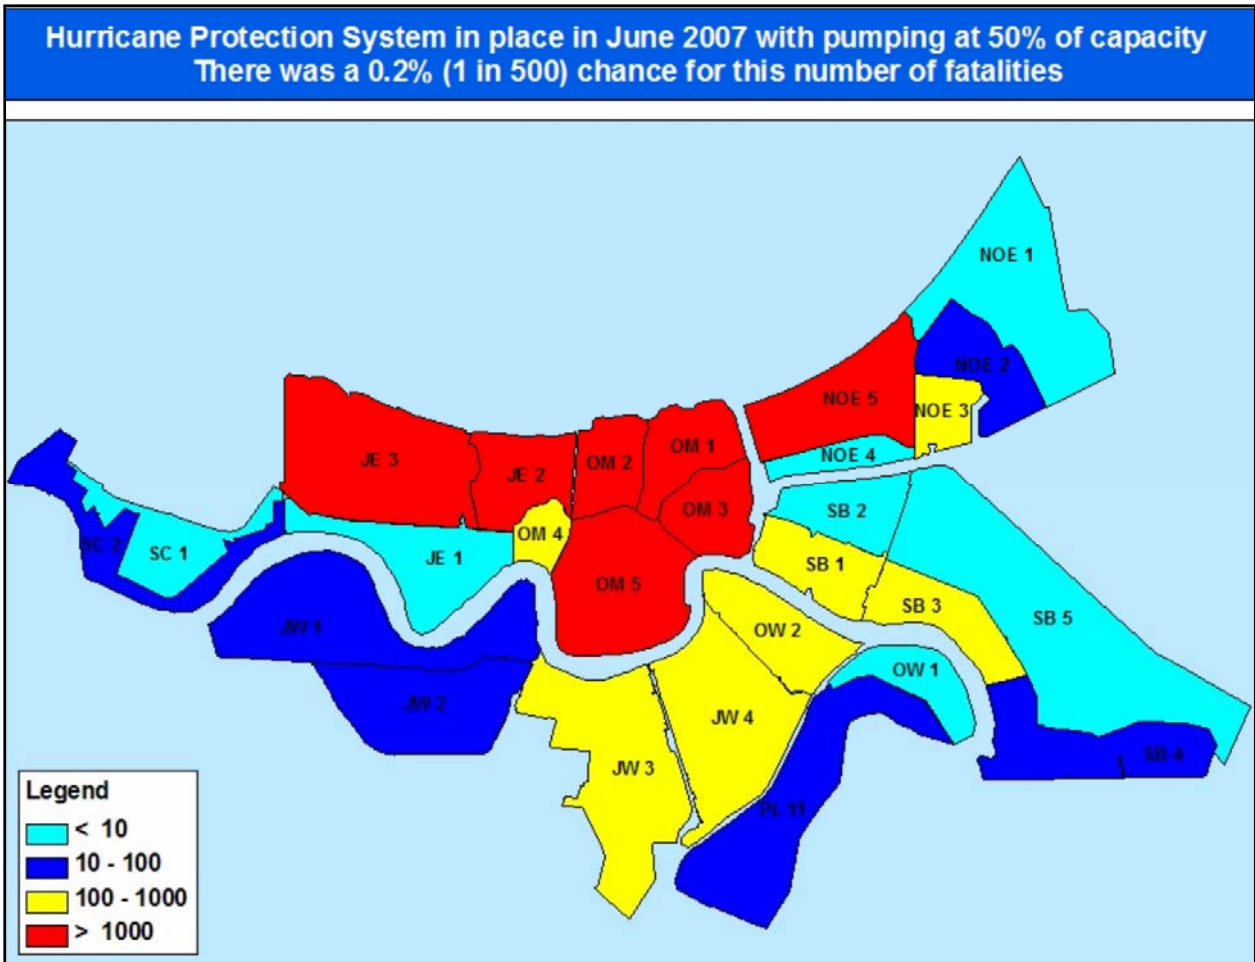 Hurricane Protection System in place in June 2007 with pumping at 50% of capacity
There was a 0.2% (1 in 500) chance for this number of fatalities
NOE 1
NOE 2
NOE 5
NOE 3
NOE 4
OM 1
OM 2
JE 3
JE 2
OM 3
SB 2
OM 4
SC 2
SC 1
JE 1
SB 1
OM 5
SB 3
SB 5
JW 1
OW 2
OW 1
JW 2
JW 4
SB 4
JW 3
PL 11
Legend
< 10
10 - 100
100 - 1000
> 1000